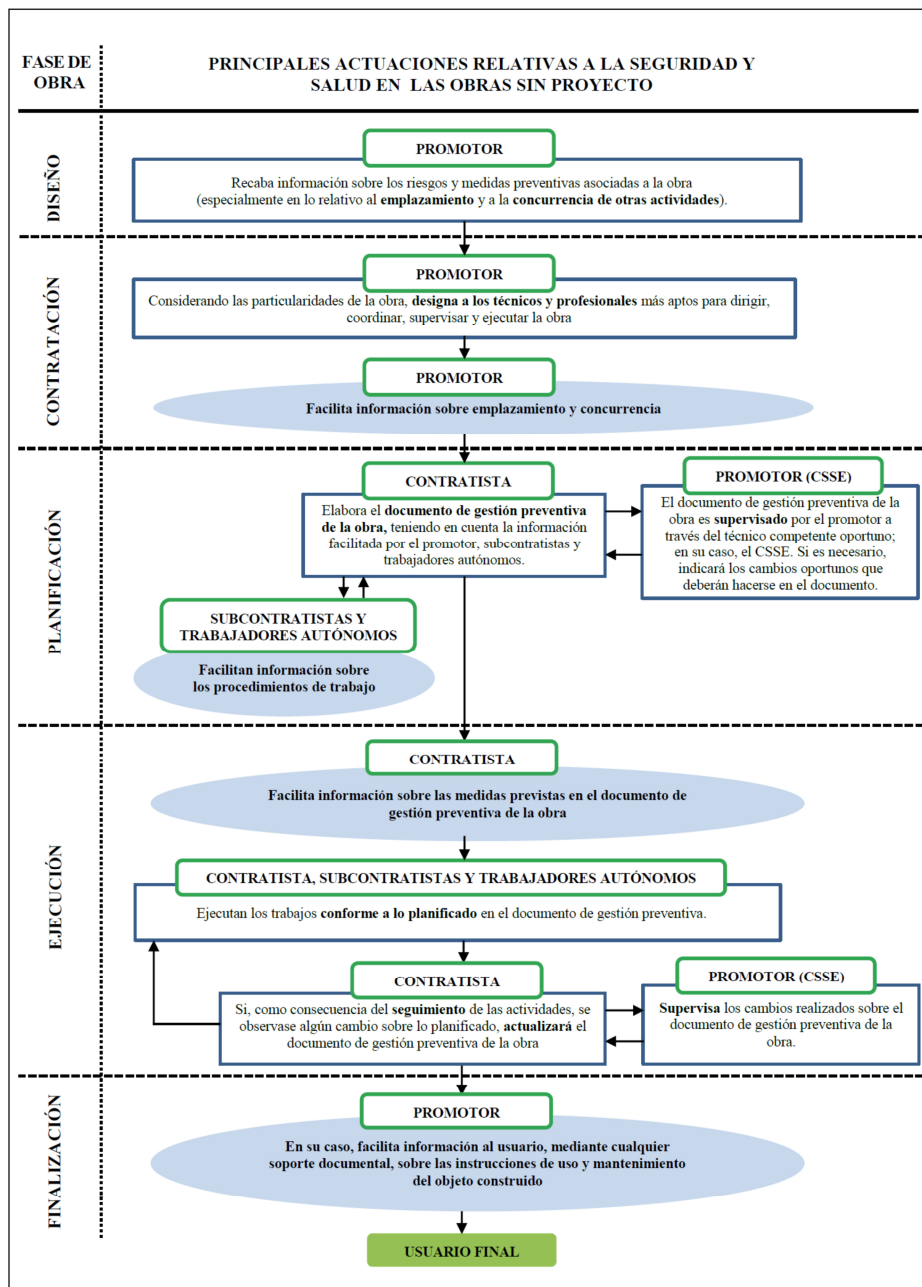 FASE DE
OBRA
PRINCIPALES ACTUACIONES RELATIVAS A LA SEGURIDAD Y
SALUD EN LAS OBRAS SIN PROYECTO
DISEÑO
PROMOTOR
Recaba información sobre los riesgos y medidas preventivas asociadas a la obra
(especialmente en lo relativo al emplazamiento y a la concurrencia de otras actividades).
CONTRATACIÓN
PROMOTOR
Considerando las particularidades de la obra, designa a los técnicos y profesionales más aptos para dirigir,
coordinar, supervisar y ejecutar la obra
PROMOTOR
Facilita información sobre emplazamiento y concurrencia
PLANIFICACIÓN
CONTRATISTA
Elabora el documento de gestión preventiva
de la obra, teniendo en cuenta la información
facilitada por el promotor, subcontratistas y
trabajadores autónomos.
PROMOTOR (CSSE)
El documento de gestión preventiva de la
obra es supervisado por el promotor a
través del técnico competente oportuno;
en su caso, el CSSE. Si es necesario,
indicará los cambios oportunos que
deberán hacerse en el documento.
SUBCONTRATISTAS Y
TRABAJADORES AUTÓNOMOS
Facilitan información sobre
los procedimientos de trabajo
EJECUCIÓN
CONTRATISTA
Facilita información sobre las medidas previstas en el documento de
gestión preventiva de la obra
CONTRATISTA, SUBCONTRATISTAS Y TRABAJADORES AUTÓNOMOS
Ejecutan los trabajos conforme a lo planificado en el documento de gestión preventiva.
CONTRATISTA
Si, como consecuencia del seguimiento de las actividades, se
observase algún cambio sobre lo planificado, actualizará el
documento de gestión preventiva de la obra
PROMOTOR (CSSE)
Supervisa los cambios realizados sobre el
documento de gestión preventiva de la
obra.
FINALIZACIÓN
PROMOTOR
En su caso, facilita información al usuario, mediante cualquier
soporte documental, sobre las instrucciones de uso y mantenimiento
del objeto construido
USUARIO FINAL